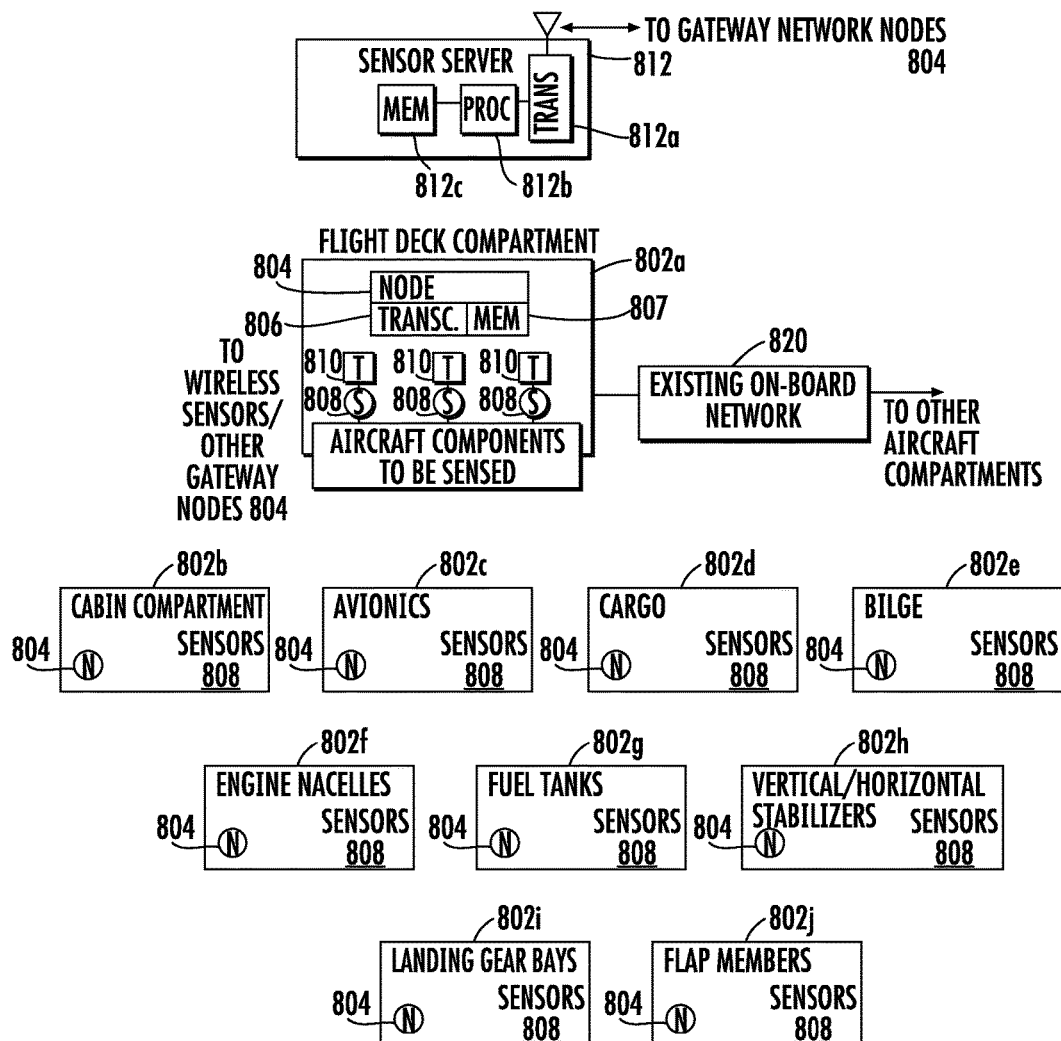 TO GATEWAY NETWORK NODES
804
SENSOR SERVER
812
MEM
PROC
TRANS
812a
812c
812b
FLIGHT DECK COMPARTMENT
802a
804
NODE
806
TRANSC.
MEM
807
TO
WIRELESS
SENSORS/
OTHER
GATEWAY
NODES 804
810 T
810 T
810 T
808 S
808 S
808 S
AIRCRAFT COMPONENTS
TO BE SENSED
820
EXISTING ON-BOARD
NETWORK
TO OTHER
AIRCRAFT
COMPARTMENTS
802b
CABIN COMPARTMENT
SENSORS
804
N
808
802c
AVIONICS
SENSORS
804
N
808
802d
CARGO
SENSORS
804
N
808
802e
BILGE
SENSORS
804
N
808
802f
ENGINE NACELLES
SENSORS
804
N
808
802g
FUEL TANKS
SENSORS
804
N
808
802h
VERTICAL/HORIZONTAL
STABILIZERS
SENSORS
804
N
808
802i
LANDING GEAR BAYS
SENSORS
804
N
808
802j
FLAP MEMBERS
SENSORS
804
N
808